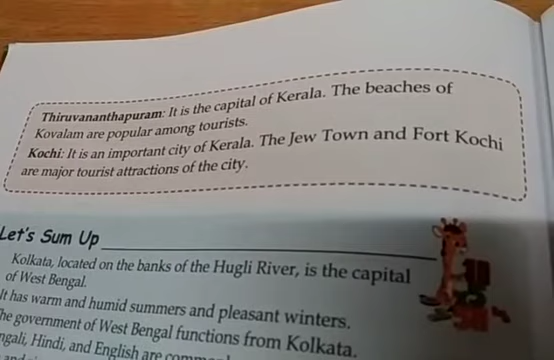 Thiruvananthapuram: It is the capital of Kerala. The beaches of
Kovalam are popular among tourists.
Kochi: It is an important city of Kerala. The Jew Town and Fort Kochi
are major tourist attractions of the city.
Let's Sum Up
Kolkata, located on the banks of the Hugli River, is the capital
of West Bengal.
It has warm and humid summers and pleasant winters.
The government of West Bengal functions from Kolkata.
Hindi, and English are